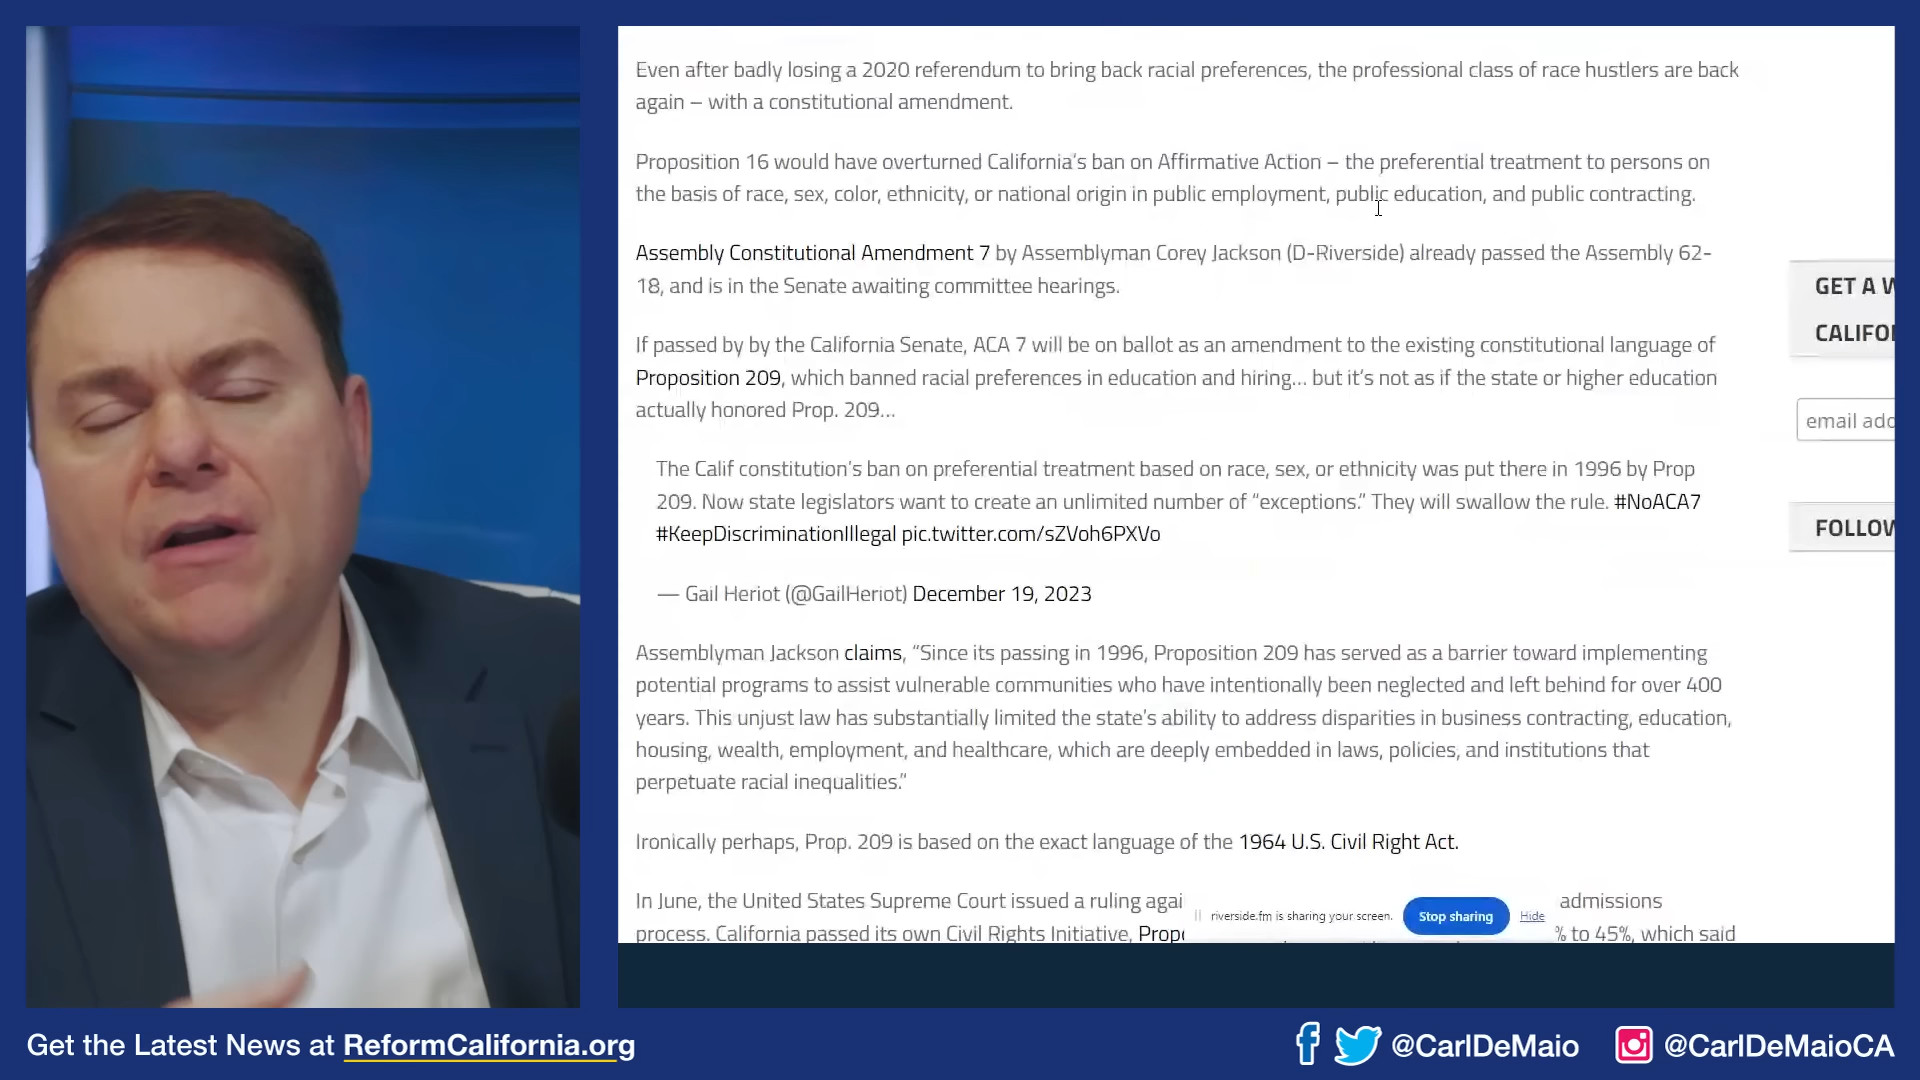 Even after badly losing a 2020 referendum to bring back racial preferences, the professional class of race hustlers are back
again – with a constitutional amendment.
Proposition 16 would have overturned California's ban on Affirmative Action – the preferential treatment to persons on
the basis of race, sex, color, ethnicity, or national origin in public employment, public education, and public contracting.
Assembly Constitutional Amendment 7 by Assemblyman Corey Jackson (D-Riverside) already passed the Assembly 62-
18, and is in the Senate awaiting committee hearings.
If passed by by the California Senate, ACA 7 will be on ballot as an amendment to the existing constitutional language of
Proposition 209, which banned racial preferences in education and hiring… but it's not as if the state or higher education
actually honored Prop. 209…
The Calif constitution's ban on preferential treatment based on race, sex, or ethnicity was put there in 1996 by Prop
209. Now state legislators want to create an unlimited number of “exceptions.” They will swallow the rule. #NoACA7
#KeepDiscriminationIllegal pic.twitter.com/sZVoh6PXVo
— Gail Heriot (@GailHeriot) December 19, 2023
Assemblyman Jackson claims, “Since its passing in 1996, Proposition 209 has served as a barrier toward implementing
potential programs to assist vulnerable communities who have intentionally been neglected and left behind for over 400
years. This unjust law has substantially limited the state's ability to address disparities in business contracting, education,
housing, wealth, employment, and healthcare, which are deeply embedded in laws, policies, and institutions that
perpetuate racial inequalities.”
Ironically perhaps, Prop. 209 is based on the exact language of the 1964 U.S. Civil Right Act.
In June, the United States Supreme Court issued a ruling agai admissions
process. California passed its own Civil Rights Initiative, Prop % to 45%, which said
riverside.fm is sharing your screen. Stop sharing Hide
GET A W
CALIFO
email add
FOLLOW
Get the Latest News at ReformCalifornia.org
@CarlDeMaio
@CarlDeMaioCA